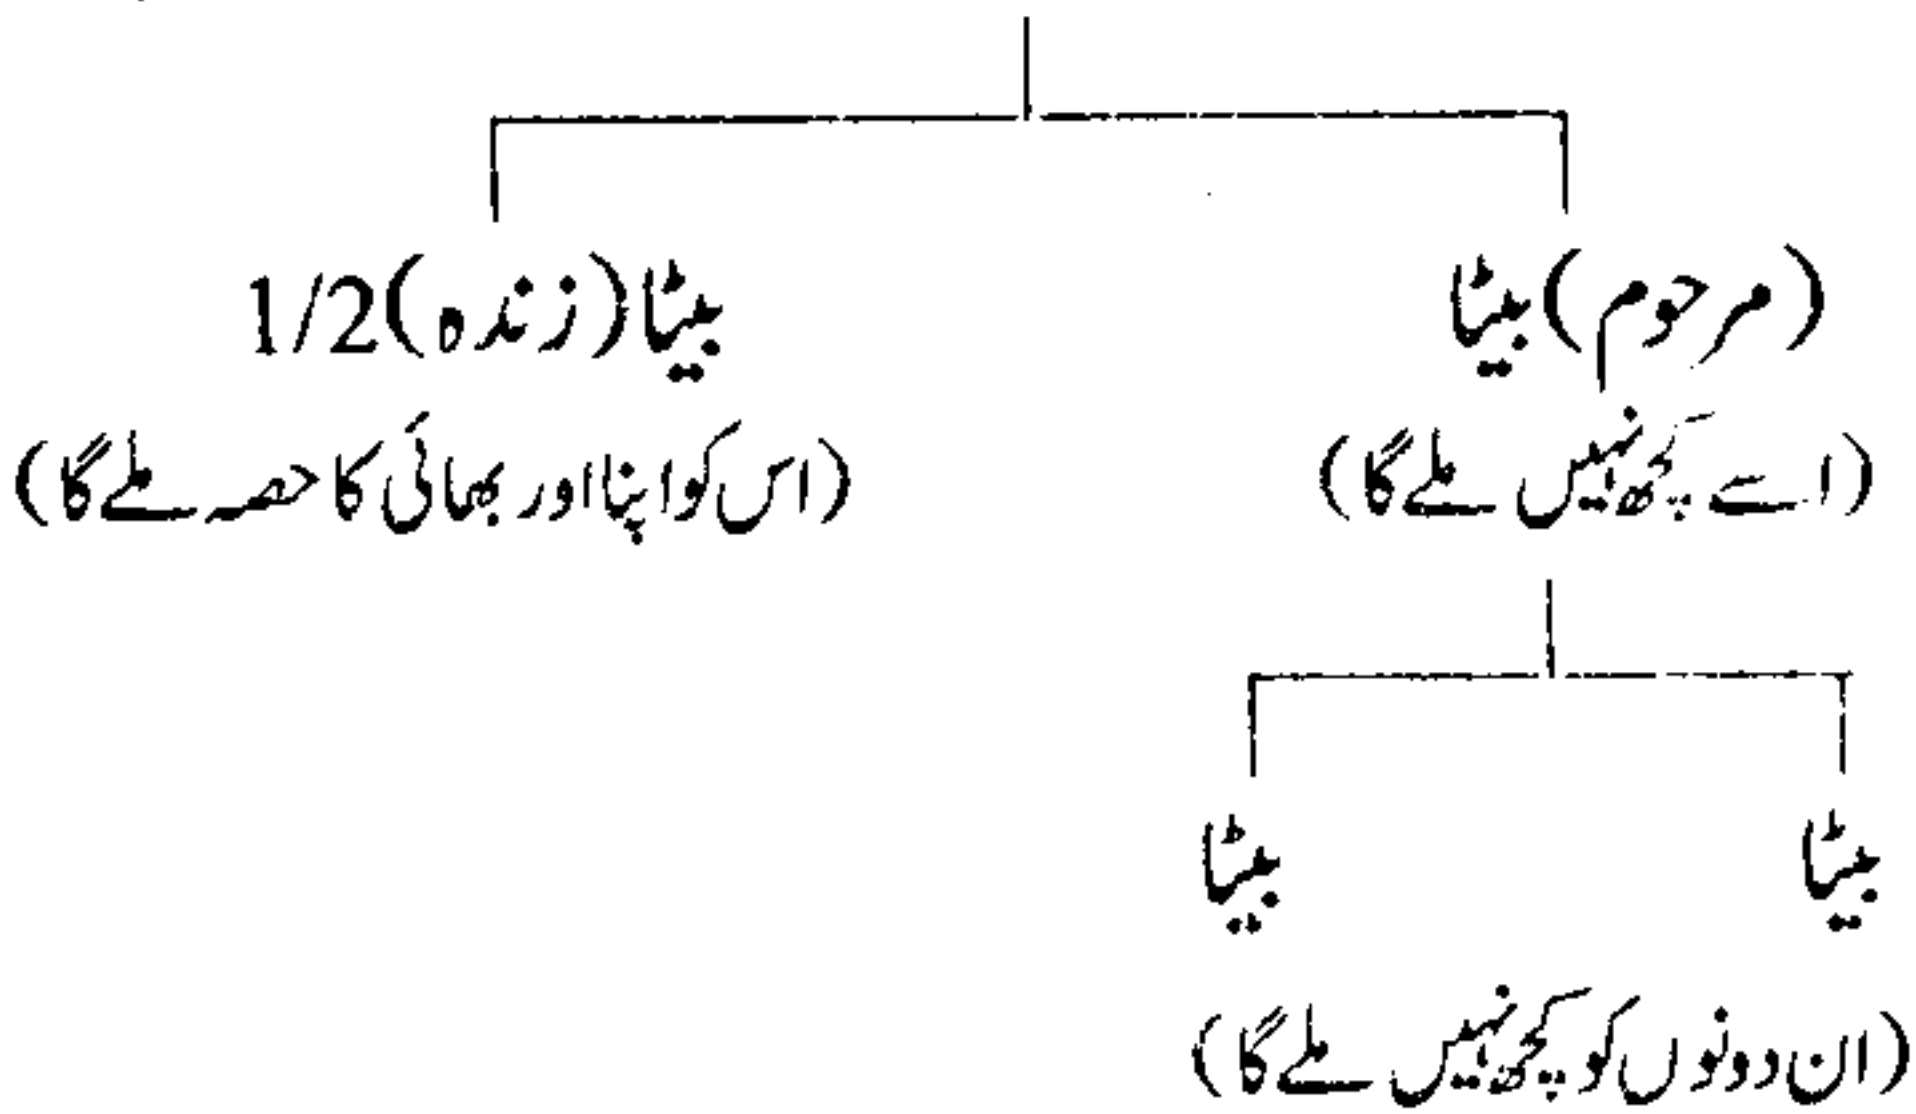 (مرحوم) بیٹا
بیٹا (زندہ) 1/2
(اسے کچھ نہیں ملے گا)
(اس کو اپنا اور بھائی کا حصہ ملے گا)
بیٹا
بیٹا
(ان دونوں کو کچھ نہیں ملے گا)